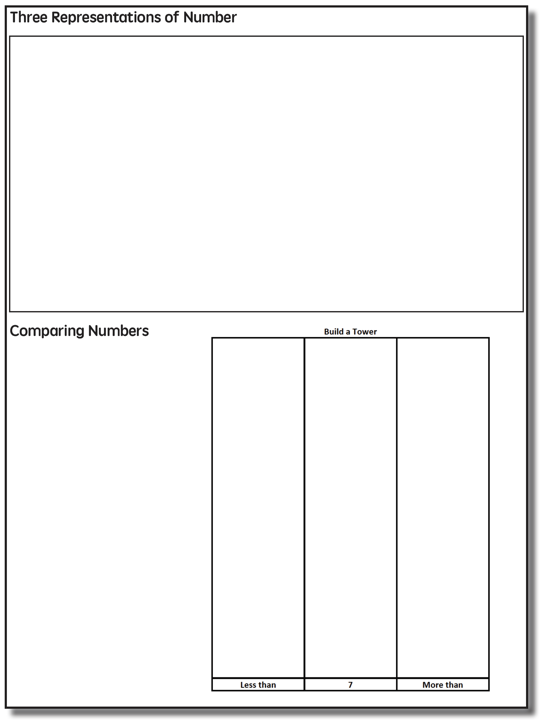 Three Representations of Number
Comparing Numbers
Build a Tower
Less than 7 More than